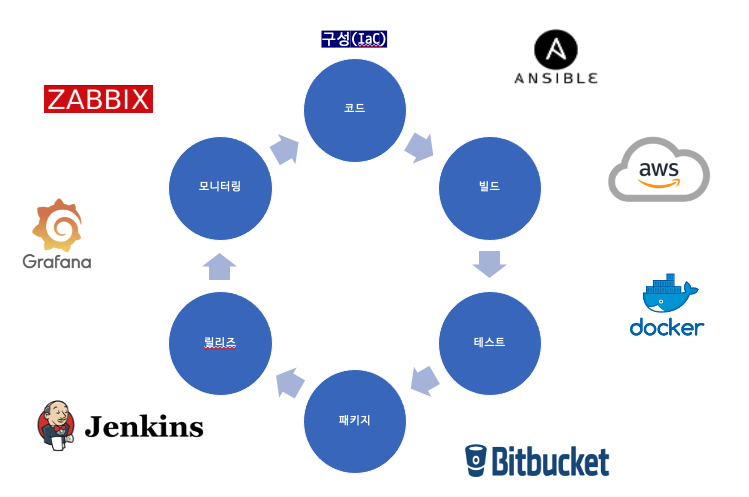 구성(IaC)
ANSIBLE
ZABBIX
코드
모니터링
빌드
aws
Grafana
릴리즈
테스트
docker
패키지
Jenkins
Bitbucket